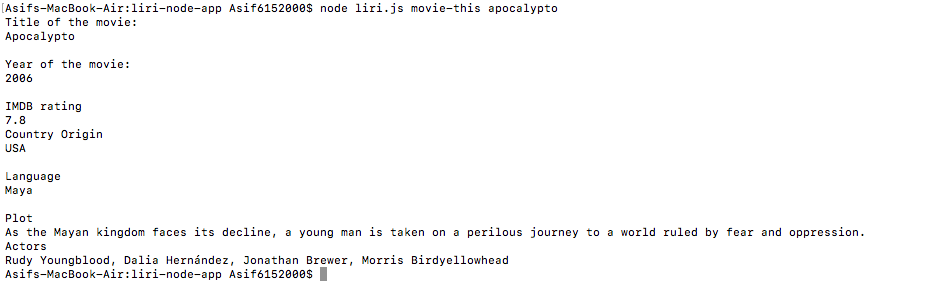 Asifs-MacBook-Air:liri-node-app Asif6152000$ node liri.js movie-this apocalypto
Title of the movie:
Apocalypto
Year of the movie:
2006
IMDB rating
7.8
Country Origin
USA
Language
Maya
Plot
As the Mayan kingdom faces its decline, a young man is taken on a perilous journey to a world ruled by fear and oppression.
Actors
Rudy Youngblood, Dalia Hernández, Jonathan Brewer, Morris Birdyellowhead
Asifs-MacBook-Air:liri-node-app Asif6152000$